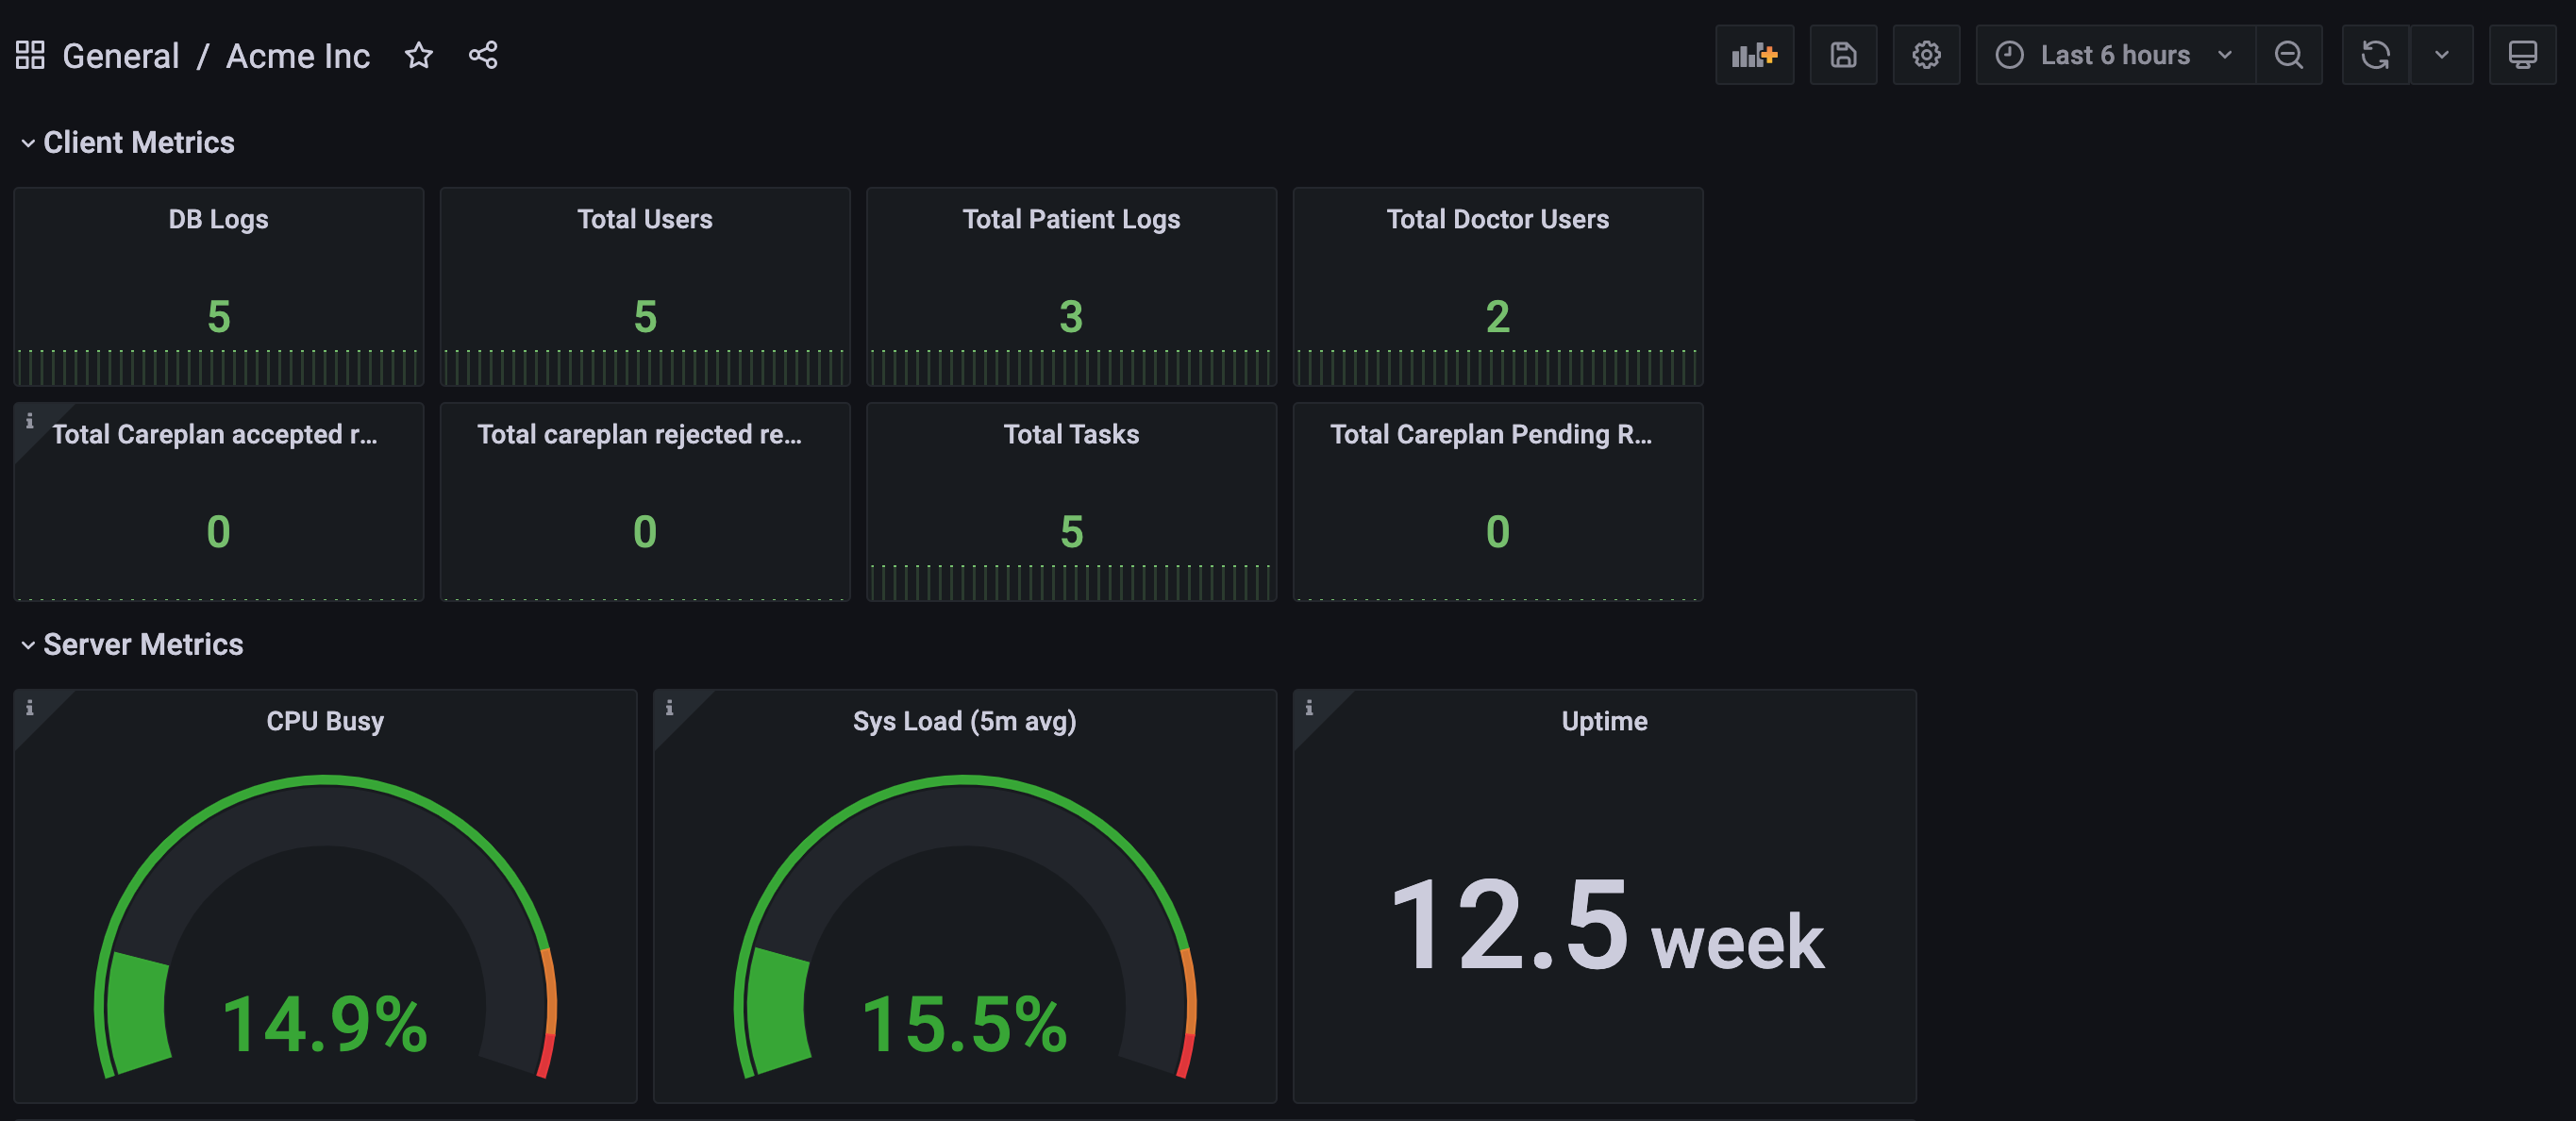 General / Acme Inc
Last 6 hours
Client Metrics
DB Logs
5
Total Users
5
Total Patient Logs
3
Total Doctor Users
2
Total Careplan accepted r...
0
Total careplan rejected re...
0
Total Tasks
5
Total Careplan Pending R...
0
Server Metrics
CPU Busy
14.9%
Sys Load (5m avg)
15.5%
Uptime
12.5 week